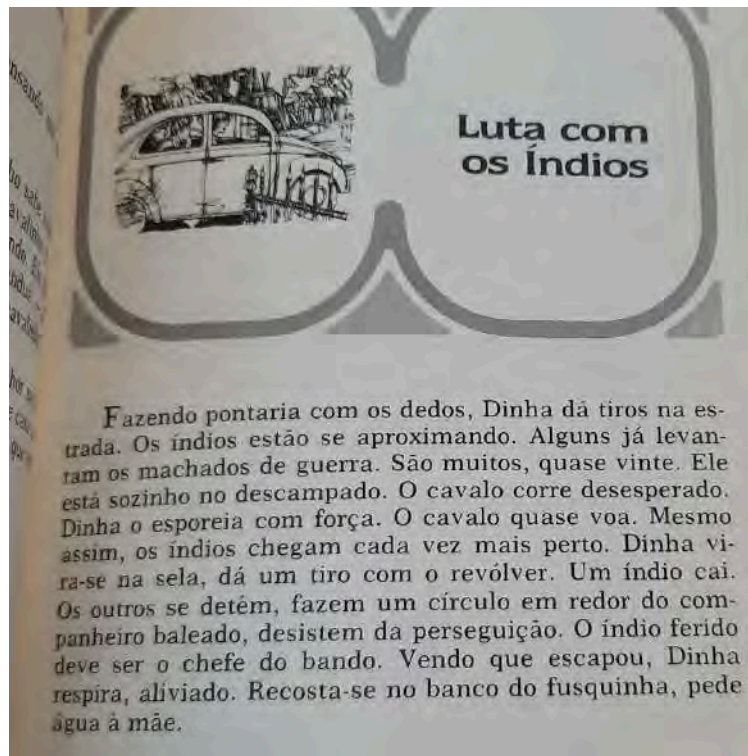 Luta com
os Índios
Fazendo pontaria com os dedos, Dinha dá tiros na es-
trada. Os índios estão se aproximando. Alguns já levan-
ram os machados de guerra. São muitos, quase vinte. Ele
está sozinho no descampado. O cavalo corre desesperado.
Dinha o esporeia com força. O cavalo quase voa. Mesmo
assim, os índios chegam cada vez mais perto. Dinha vi-
ra-se na sela, dá um tiro com o revólver. Um índio cai.
Os outros se detém, fazem um círculo em redor do com-
panheiro baleado, desistem da perseguição. O índio ferido
deve ser o chefe do bando. Vendo que escapou, Dinha
respira, aliviado. Recosta-se no banco do fusquinha, pede
água à mãe.